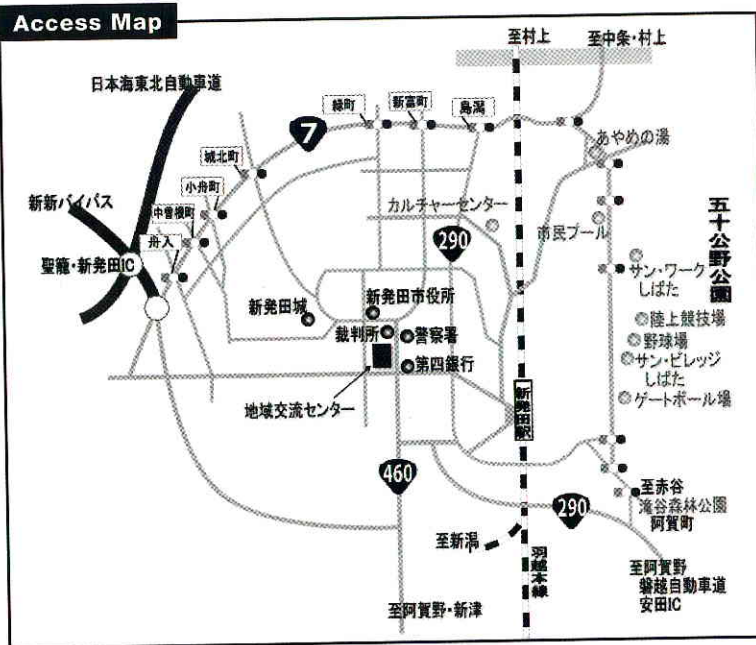 Access Map
至村上
至中条・村上
日本海東北自動車道
緑町
新富町
島潟
7
あやめの湯
城北町
小舟町
新新バイパス
中曽根町
カルチャーセンター
市民プール
五十公野公園
舟入
290
聖籠・新発田IC
サン・ワーク
しばた
新発田城
新発田市役所
陸上競技場
裁判所
警察署
野球場
サン・ビレッジ
しばた
第四銀行
ゲートボール場
地域交流センター
新発田駅
460
至赤谷
滝谷森林公園
阿賀町
290
至新潟
羽越本線
至阿賀野
磐越自動車道
安田IC
至阿賀野・新津